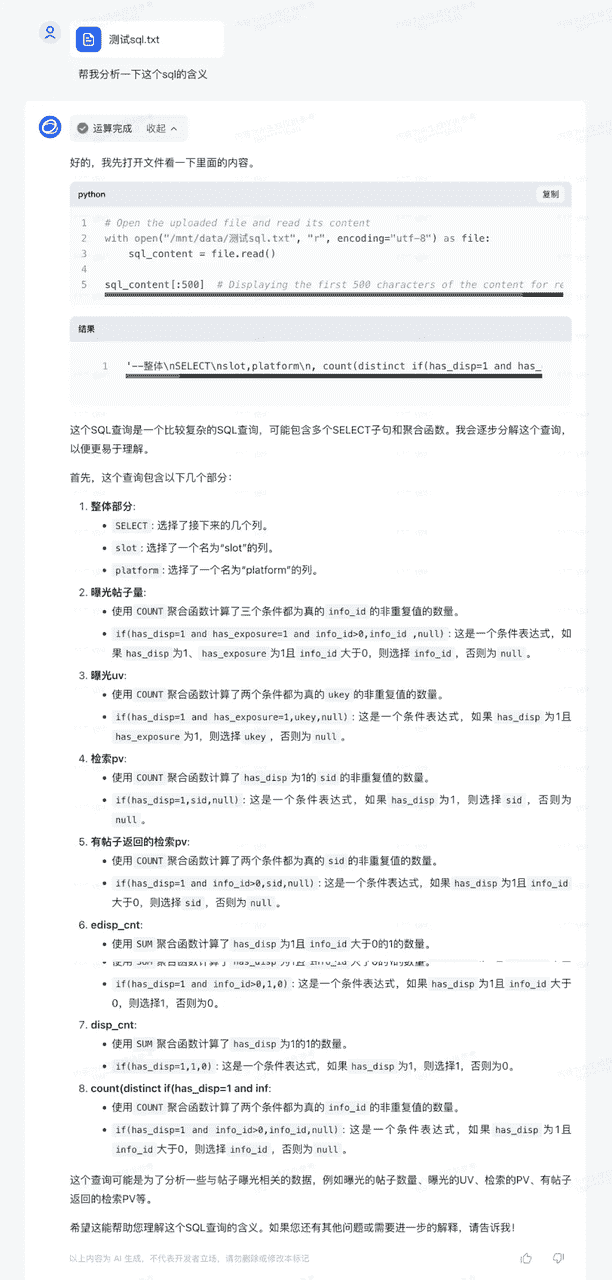 测试sql.txt
帮我分析一下这个sql的含义
运算完成 收起
好的，我先打开文件看一下里面的内容。
python 复制
1 # Open the uploaded file and read its content
2 with open("/mnt/data/测试sql.txt", "r", encoding="utf-8") as file:
3 sql_content = file.read()
4
5 sql_content[:500] # Displaying the first 500 characters of the content for re
结果
1 '--整体\nSELECT\nslot,platform\n, count(distinct if(has_disp=1 and has_
这个SQL查询是一个比较复杂的SQL查询，可能包含多个SELECT子句和聚合函数。我会逐步分解这个查询，
以便更易于理解。
首先，这个查询包含以下几个部分：
1. 整体部分:
• SELECT : 选择了接下来的几个列。
• slot : 选择了一个名为“slot”的列。
• platform : 选择了一个名为“platform”的列。
2. 曝光帖子量:
• 使用 COUNT 聚合函数计算了三个条件都为真的 info_id 的非重复值的数量。
• if(has_disp=1 and has_exposure=1 and info_id>0,info_id ,null) : 这是一个条件表达式，如
果 has_disp 为1、 has_exposure 为1且 info_id 大于0，则选择 info_id ，否则为 null 。
3. 曝光uv:
• 使用 COUNT 聚合函数计算了两个条件都为真的 ukey 的非重复值的数量。
• if(has_disp=1 and has_exposure=1,ukey,null) : 这是一个条件表达式，如果 has_disp 为1且
has_exposure 为1，则选择 ukey ，否则为 null 。
4. 检索pv:
• 使用 COUNT 聚合函数计算了 has_disp 为1的 sid 的非重复值的数量。
• if(has_disp=1,sid,null) : 这是一个条件表达式，如果 has_disp 为1，则选择 sid ，否则为
null 。
5. 有帖子返回的检索pv:
• 使用 COUNT 聚合函数计算了两个条件都为真的 sid 的非重复值的数量。
• if(has_disp=1 and info_id>0,sid,null) : 这是一个条件表达式，如果 has_disp 为1且 info_id
大于0，则选择 sid ，否则为 null 。
6. edisp_cnt:
• 使用 SUM 聚合函数计算了 has_disp 为1且 info_id 大于0的1的数量。
• 使用 SUM 聚合函数计算了 has_disp 为1且 info_id 大于0的1的数量。
• if(has_disp=1 and info_id>0,1,0) : 这是一个条件表达式，如果 has_disp 为1且 info_id 大于
0，则选择1，否则为0。
7. disp_cnt:
• 使用 SUM 聚合函数计算了 has_disp 为1的1的数量。
• if(has_disp=1,1,0) : 这是一个条件表达式，如果 has_disp 为1，则选择1，否则为0。
8. count(distinct if(has_disp=1 and inf:
• 使用 COUNT 聚合函数计算了两个条件都为真的 info_id 的非重复值的数量。
• if(has_disp=1 and info_id>0,info_id,null) : 这是一个条件表达式，如果 has_disp 为1且
info_id 大于0，则选择 info_id ，否则为 null 。
这个查询可能是为了分析一些与帖子曝光相关的数据，例如曝光的帖子数量、曝光的UV、检索的PV、有帖子
返回的检索PV等。
希望这能帮助您理解这个SQL查询的含义。如果您还有其他问题或需要进一步的解释，请告诉我！
以上内容为 AI 生成，不代表开发者立场，请勿删除或修改本标记